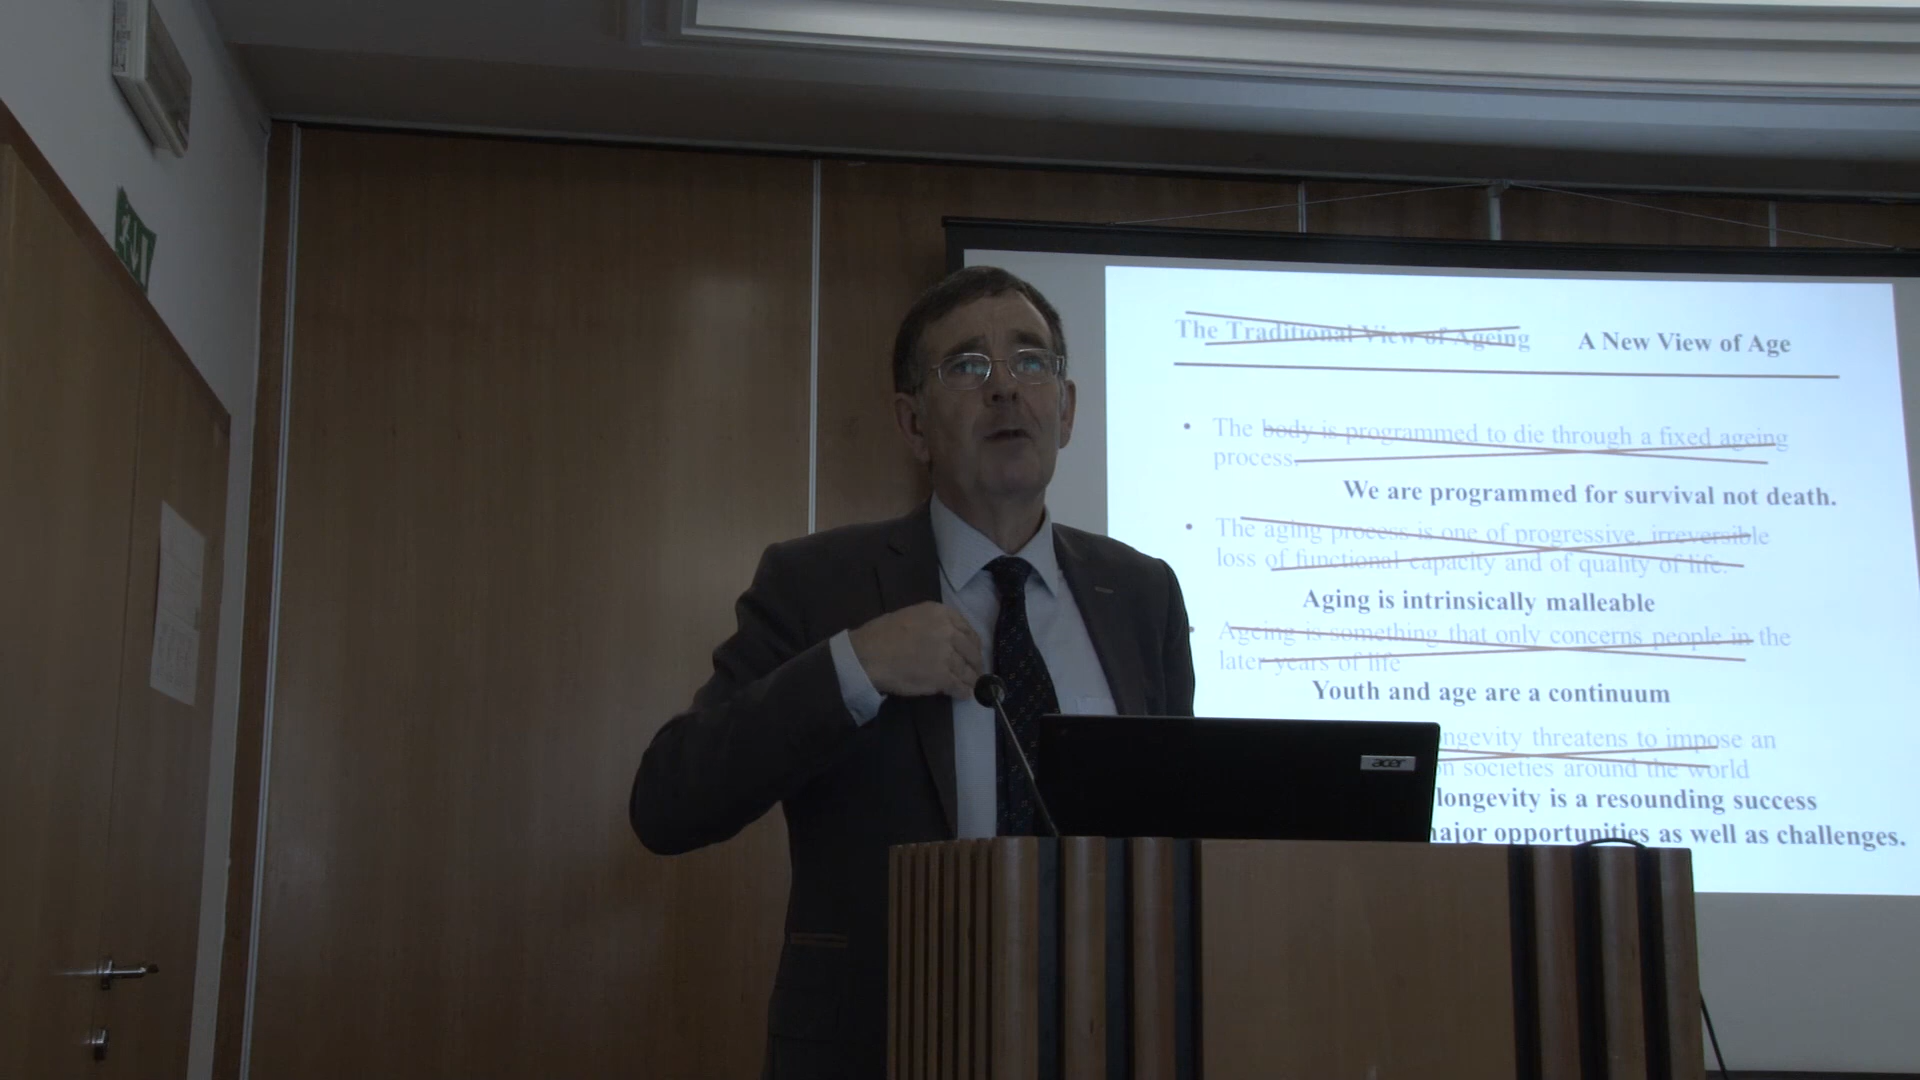 The Traditional View of Ageing A New View of Age
• The body is programmed to die through a fixed ageing
process.
We are programmed for survival not death.
• The aging process is one of progressive, irreversible
loss of functional capacity and of quality of life.
Aging is intrinsically malleable
• Ageing is something that only concerns people in the
later years of life
Youth and age are a continuum
threatens to impose an
societies around the world
longevity is a resounding success
opportunities as well as challenges.
acer